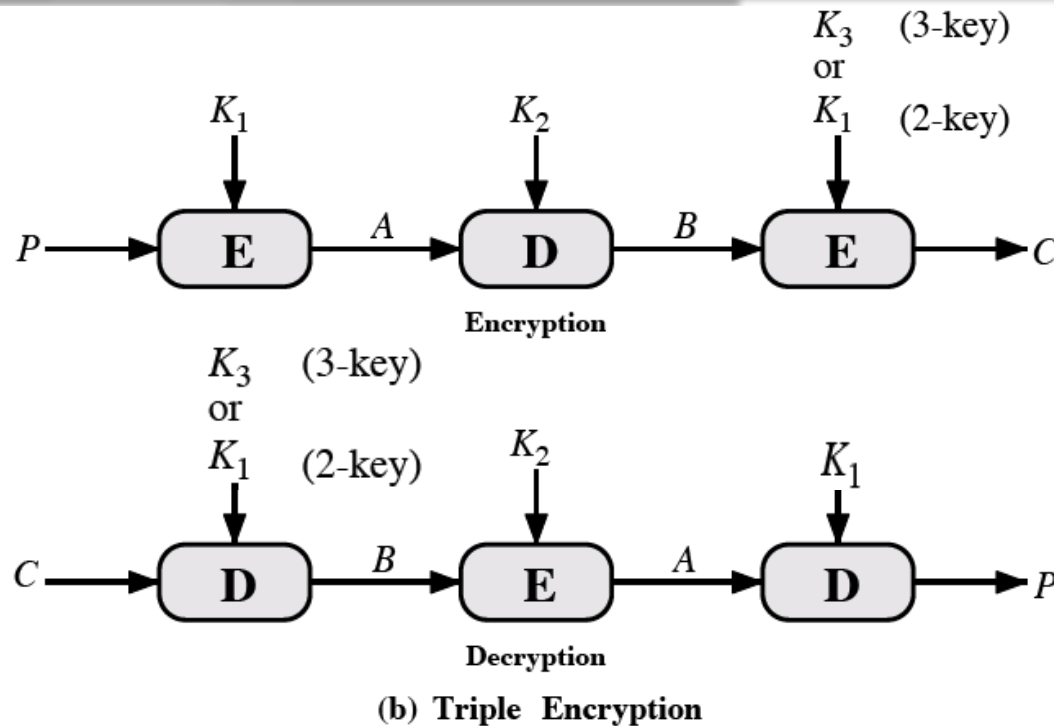 K3 (3-key)
or
K1 K2 K1 (2-key)
P E A D B E C
Encryption
K3 (3-key)
or
K1 (2-key) K2 K1
C D B E A D P
Decryption
(b) Triple Encryption